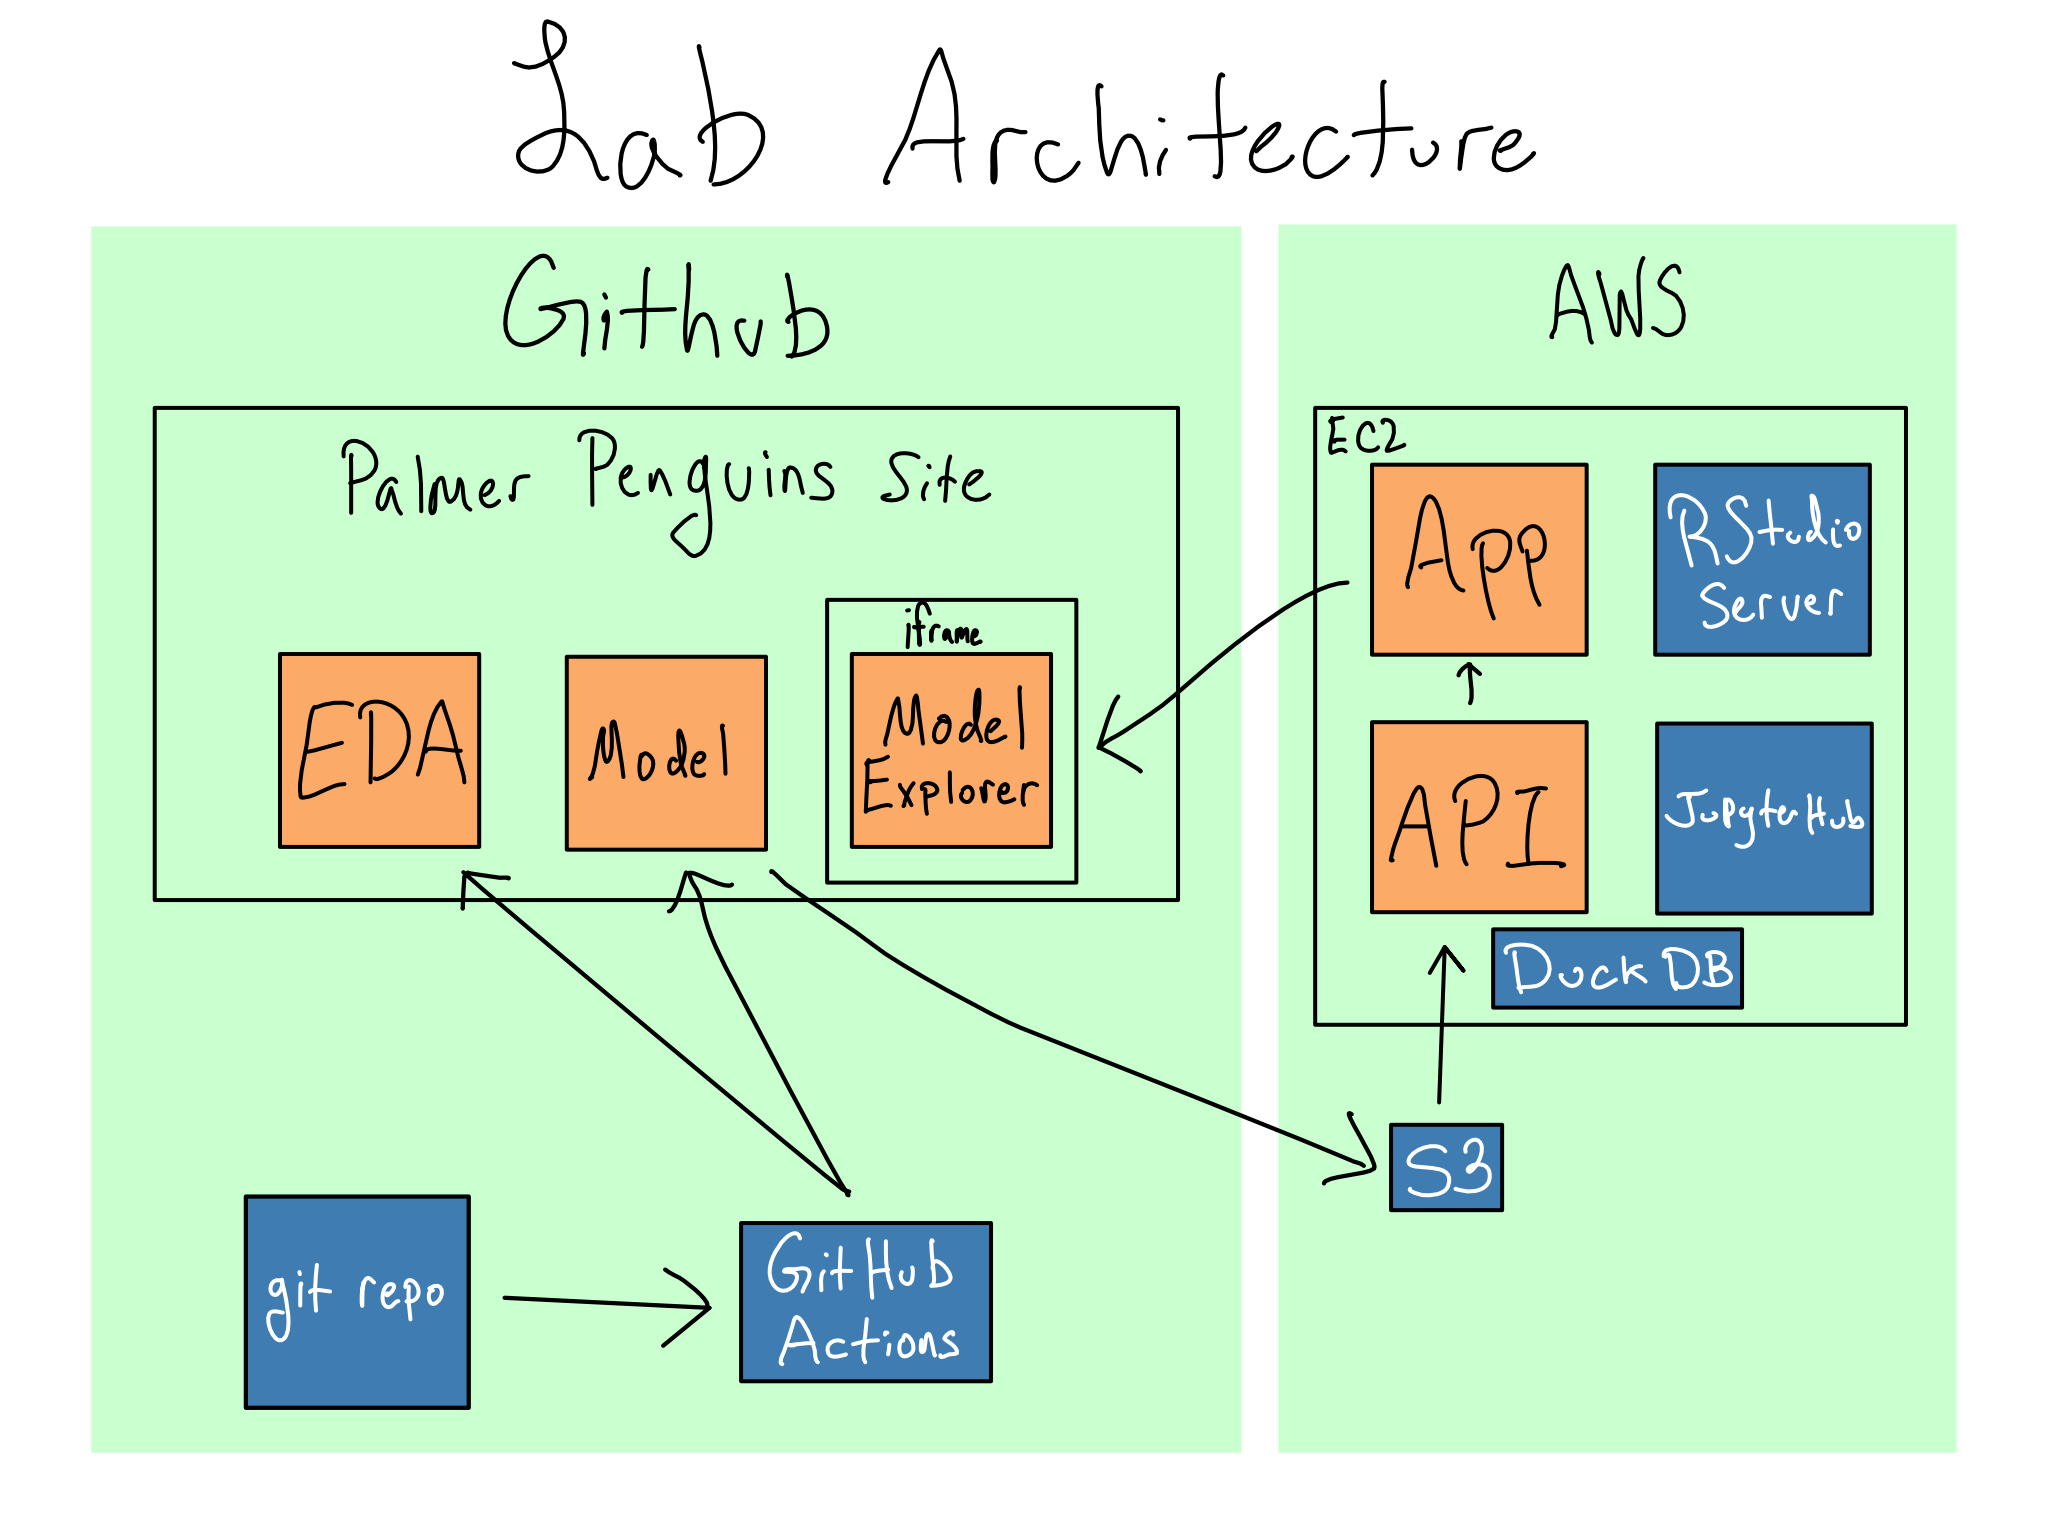 Lab Architecture
Github
Palmer Penguins Site
EDA
Model
iframe
Model
Explorer
git repo
GitHub
Actions
AWS
EC2
App
RStudio
Server
API
JupyterHub
DuckDB
S3